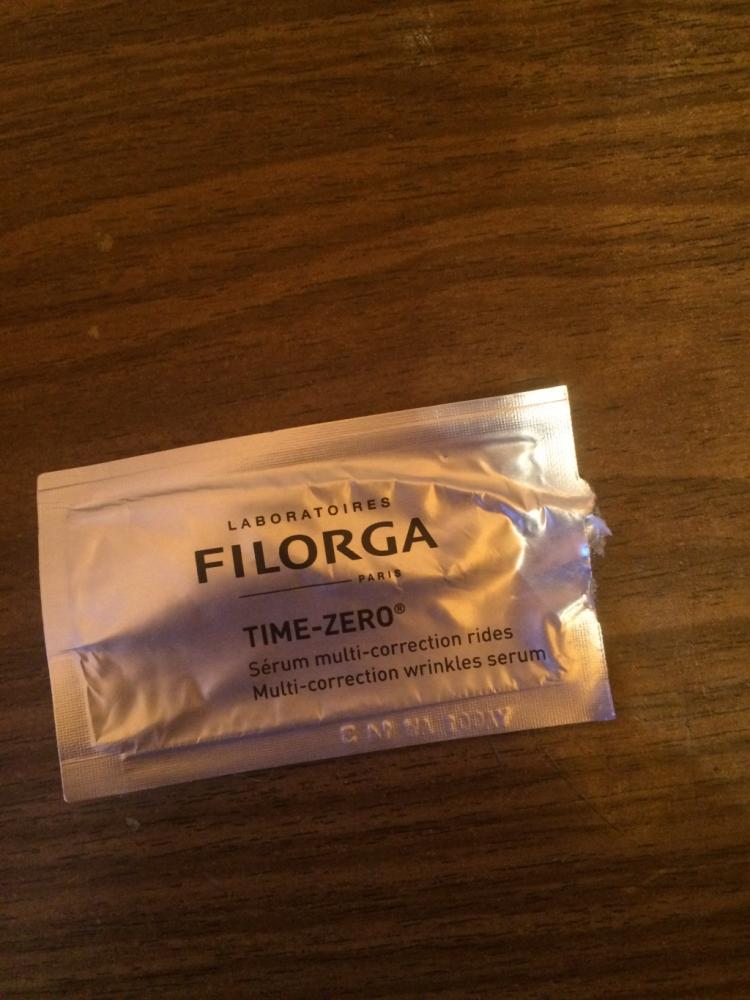 LABORATOIRES
FILORGA
PARIS
TIME-ZERO®
Sérum multi-correction rides
Multi-correction wrinkles serum